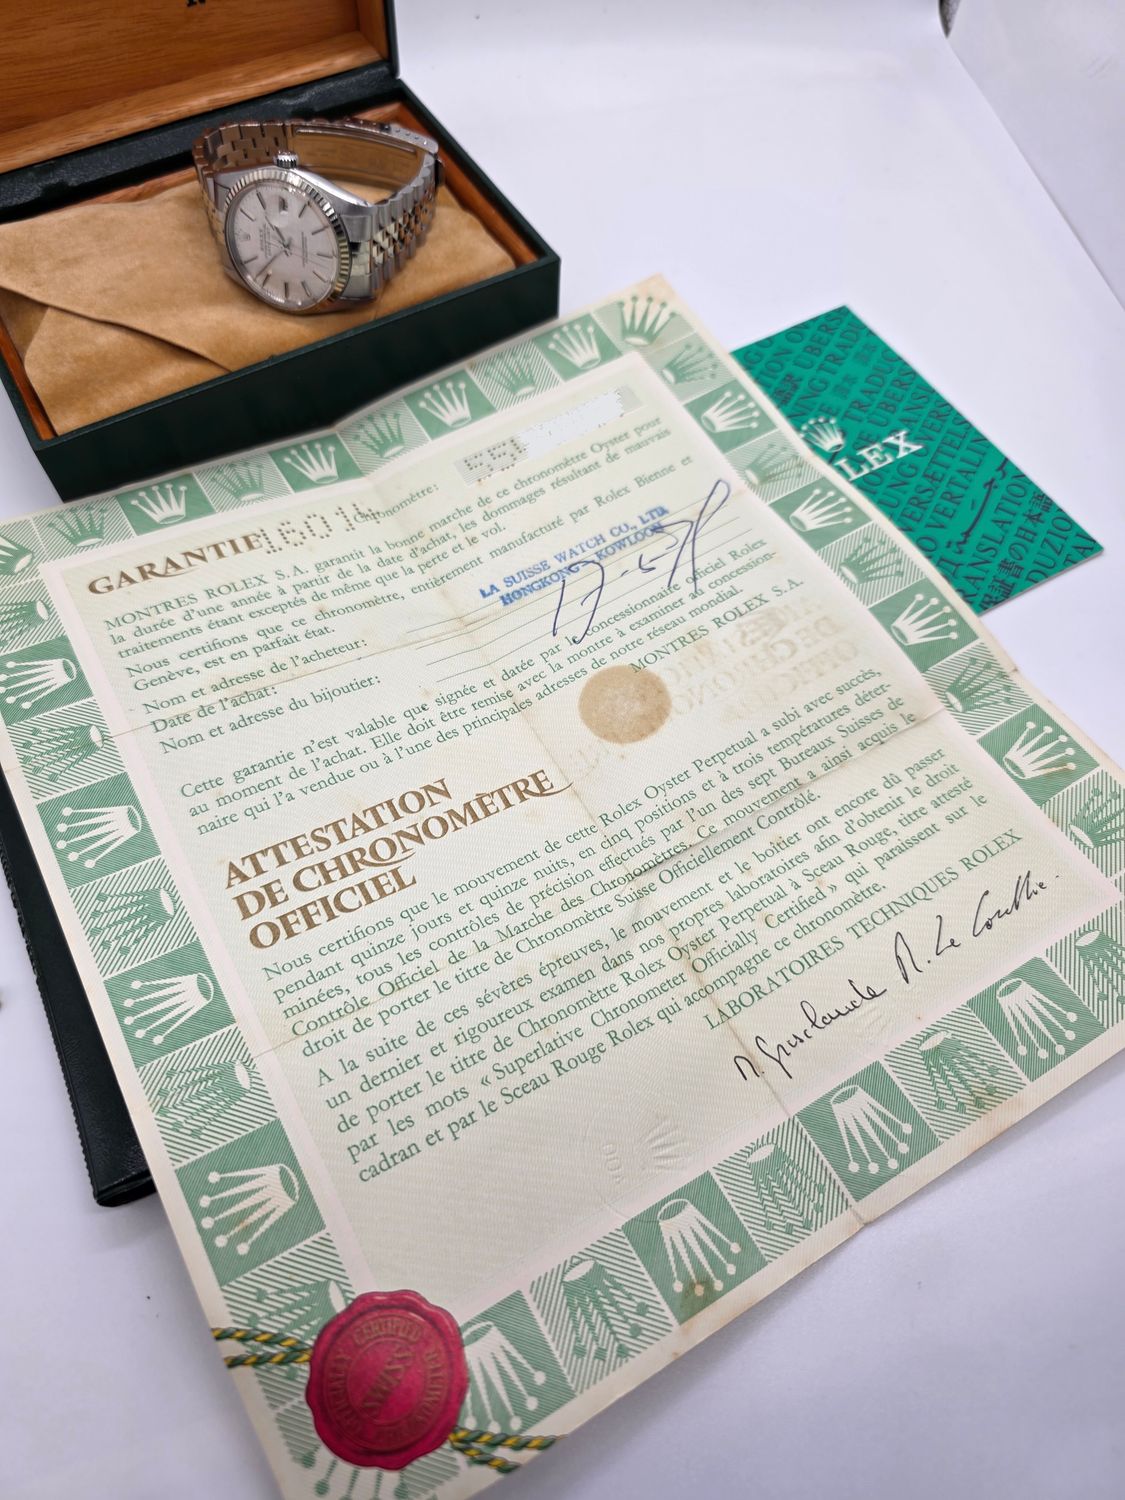 GARANTIE
16014
chronomètre:
551
MONTRES ROLEX S.A. garantit la bonne marche de ce chronomètre Oyster pour
la durée d'une année à partir de la date d'achat, les dommages résultant de mauvais
traitements étant exceptés de même que la perte et le vol.
Nous certifions que ce chronomètre, entièrement manufacturé par Rolex Bienne et
Genève, est en parfait état.
Nom et adresse de l'acheteur:
Date de l'achat:
Nom et adresse du bijoutier:
LA SUISSE WATCH CO., LTD
HONGKONG - KOWLOON
Cette garantie n'est valable que signée et datée par le concessionnaire officiel Rolex
au moment de l'achat. Elle doit être remise avec la montre à examiner au concession-
naire qui l'a vendue ou à l'une des principales adresses de notre réseau mondial.
MONTRES ROLEX S.A.
ATTESTATION
DE CHRONOMÈTRE
OFFICIEL
Nous certifions que le mouvement de cette Rolex Oyster Perpetual a subi avec succès,
pendant quinze jours et quinze nuits, en cinq positions et à trois températures déter-
minées, tous les contrôles de précision effectués par l'un des sept Bureaux Suisses de
Contrôle Officiel de la Marche des Chronomètres. Ce mouvement a ainsi acquis le
droit de porter le titre de Chronomètre Suisse Officiellement Contrôlé.
A la suite de ces sévères épreuves, le mouvement et le boîtier ont encore dû passer
un dernier et rigoureux examen dans nos propres laboratoires afin d'obtenir le droit
de porter le titre de Chronomètre Rolex Oyster Perpetual à Sceau Rouge, titre attesté
par les mots « Superlative Chronometer Officially Certified » qui paraissent sur le
cadran et par le Sceau Rouge Rolex qui accompagne ce chronomètre.
LABORATOIRES TECHNIQUES ROLEX
ROLEX